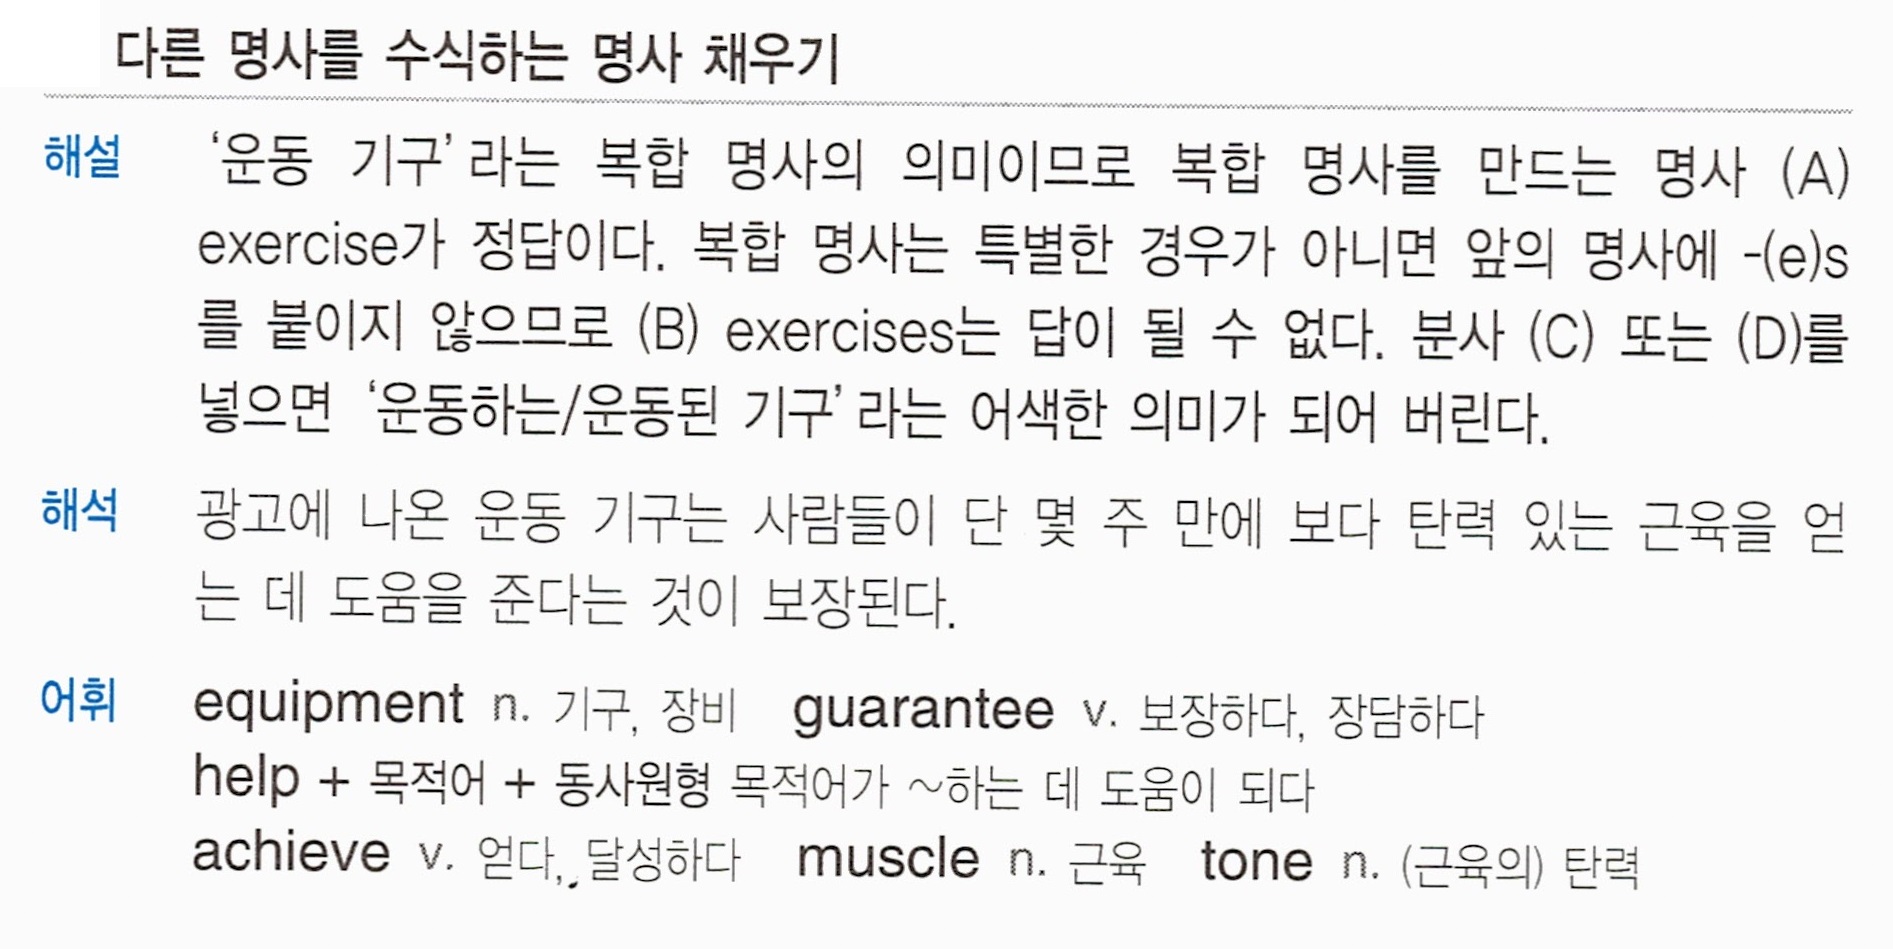 다른 명사를 수식하는 명사 채우기
해설 '운동 기구'라는 복합 명사의 의미이므로 복합 명사를 만드는 명사 (A)
exercise가 정답이다. 복합 명사는 특별한 경우가 아니면 앞의 명사에 -(e)s
를 붙이지 않으므로 (B) exercises는 답이 될 수 없다. 분사 (C) 또는 (D)를
넣으면 '운동하는/운동된 기구'라는 어색한 의미가 되어 버린다.
해석 광고에 나온 운동 기구는 사람들이 단 몇 주 만에 보다 탄력 있는 근육을 얻
는 데 도움을 준다는 것이 보장된다.
어휘 equipment n. 기구, 장비 guarantee v. 보장하다, 장담하다
help + 목적어 + 동사원형 목적어가 ~하는 데 도움이 되다
achieve v. 얻다, 달성하다 muscle n. 근육 tone n. (근육의) 탄력